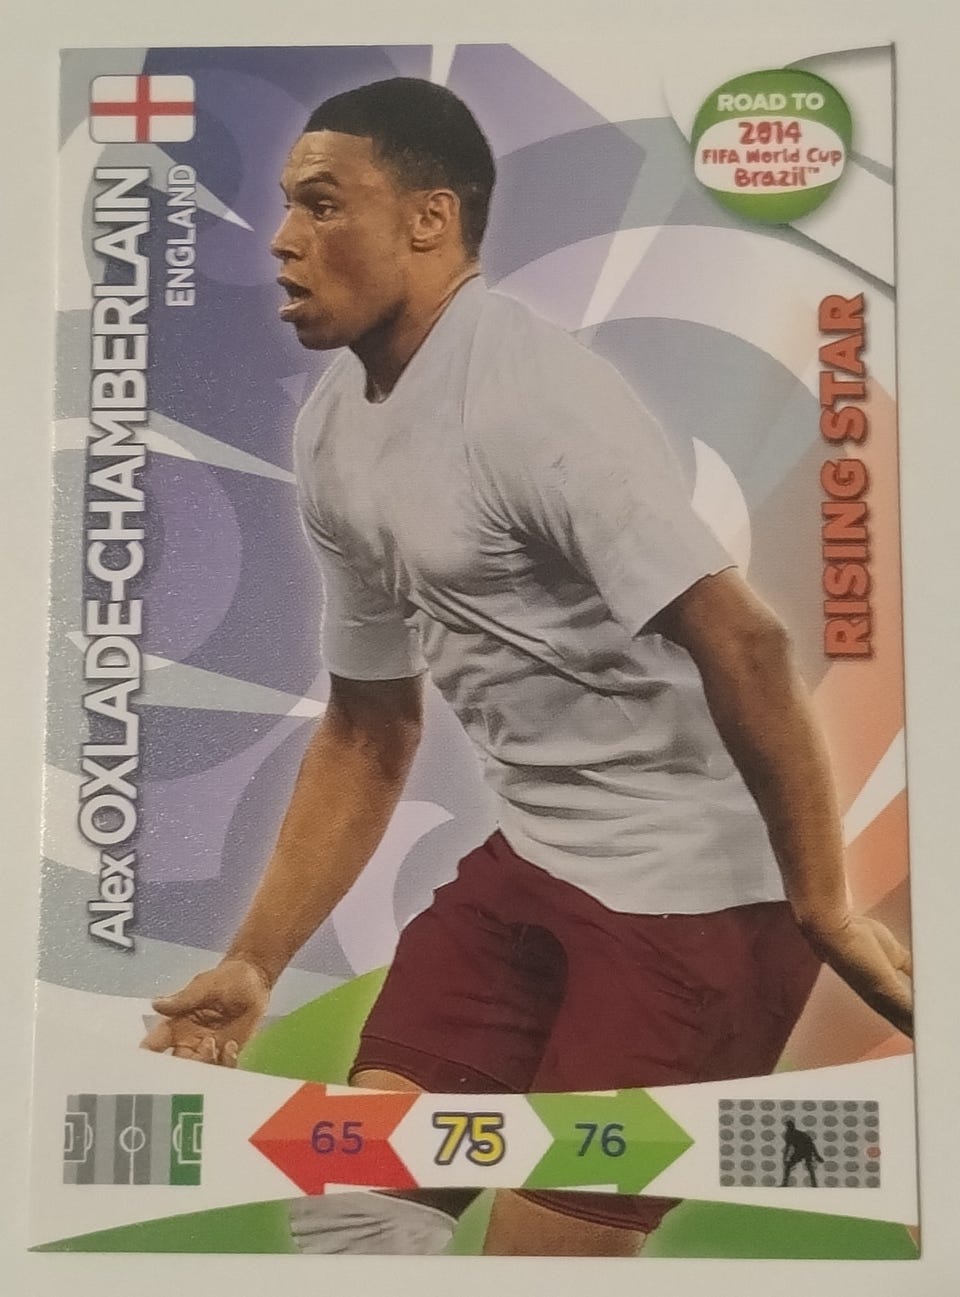 ROAD TO
2014
FIFA World Cup
Brazil™
Alex OXLADE-CHAMBERLAIN
ENGLAND
RISING STAR
65
75
76